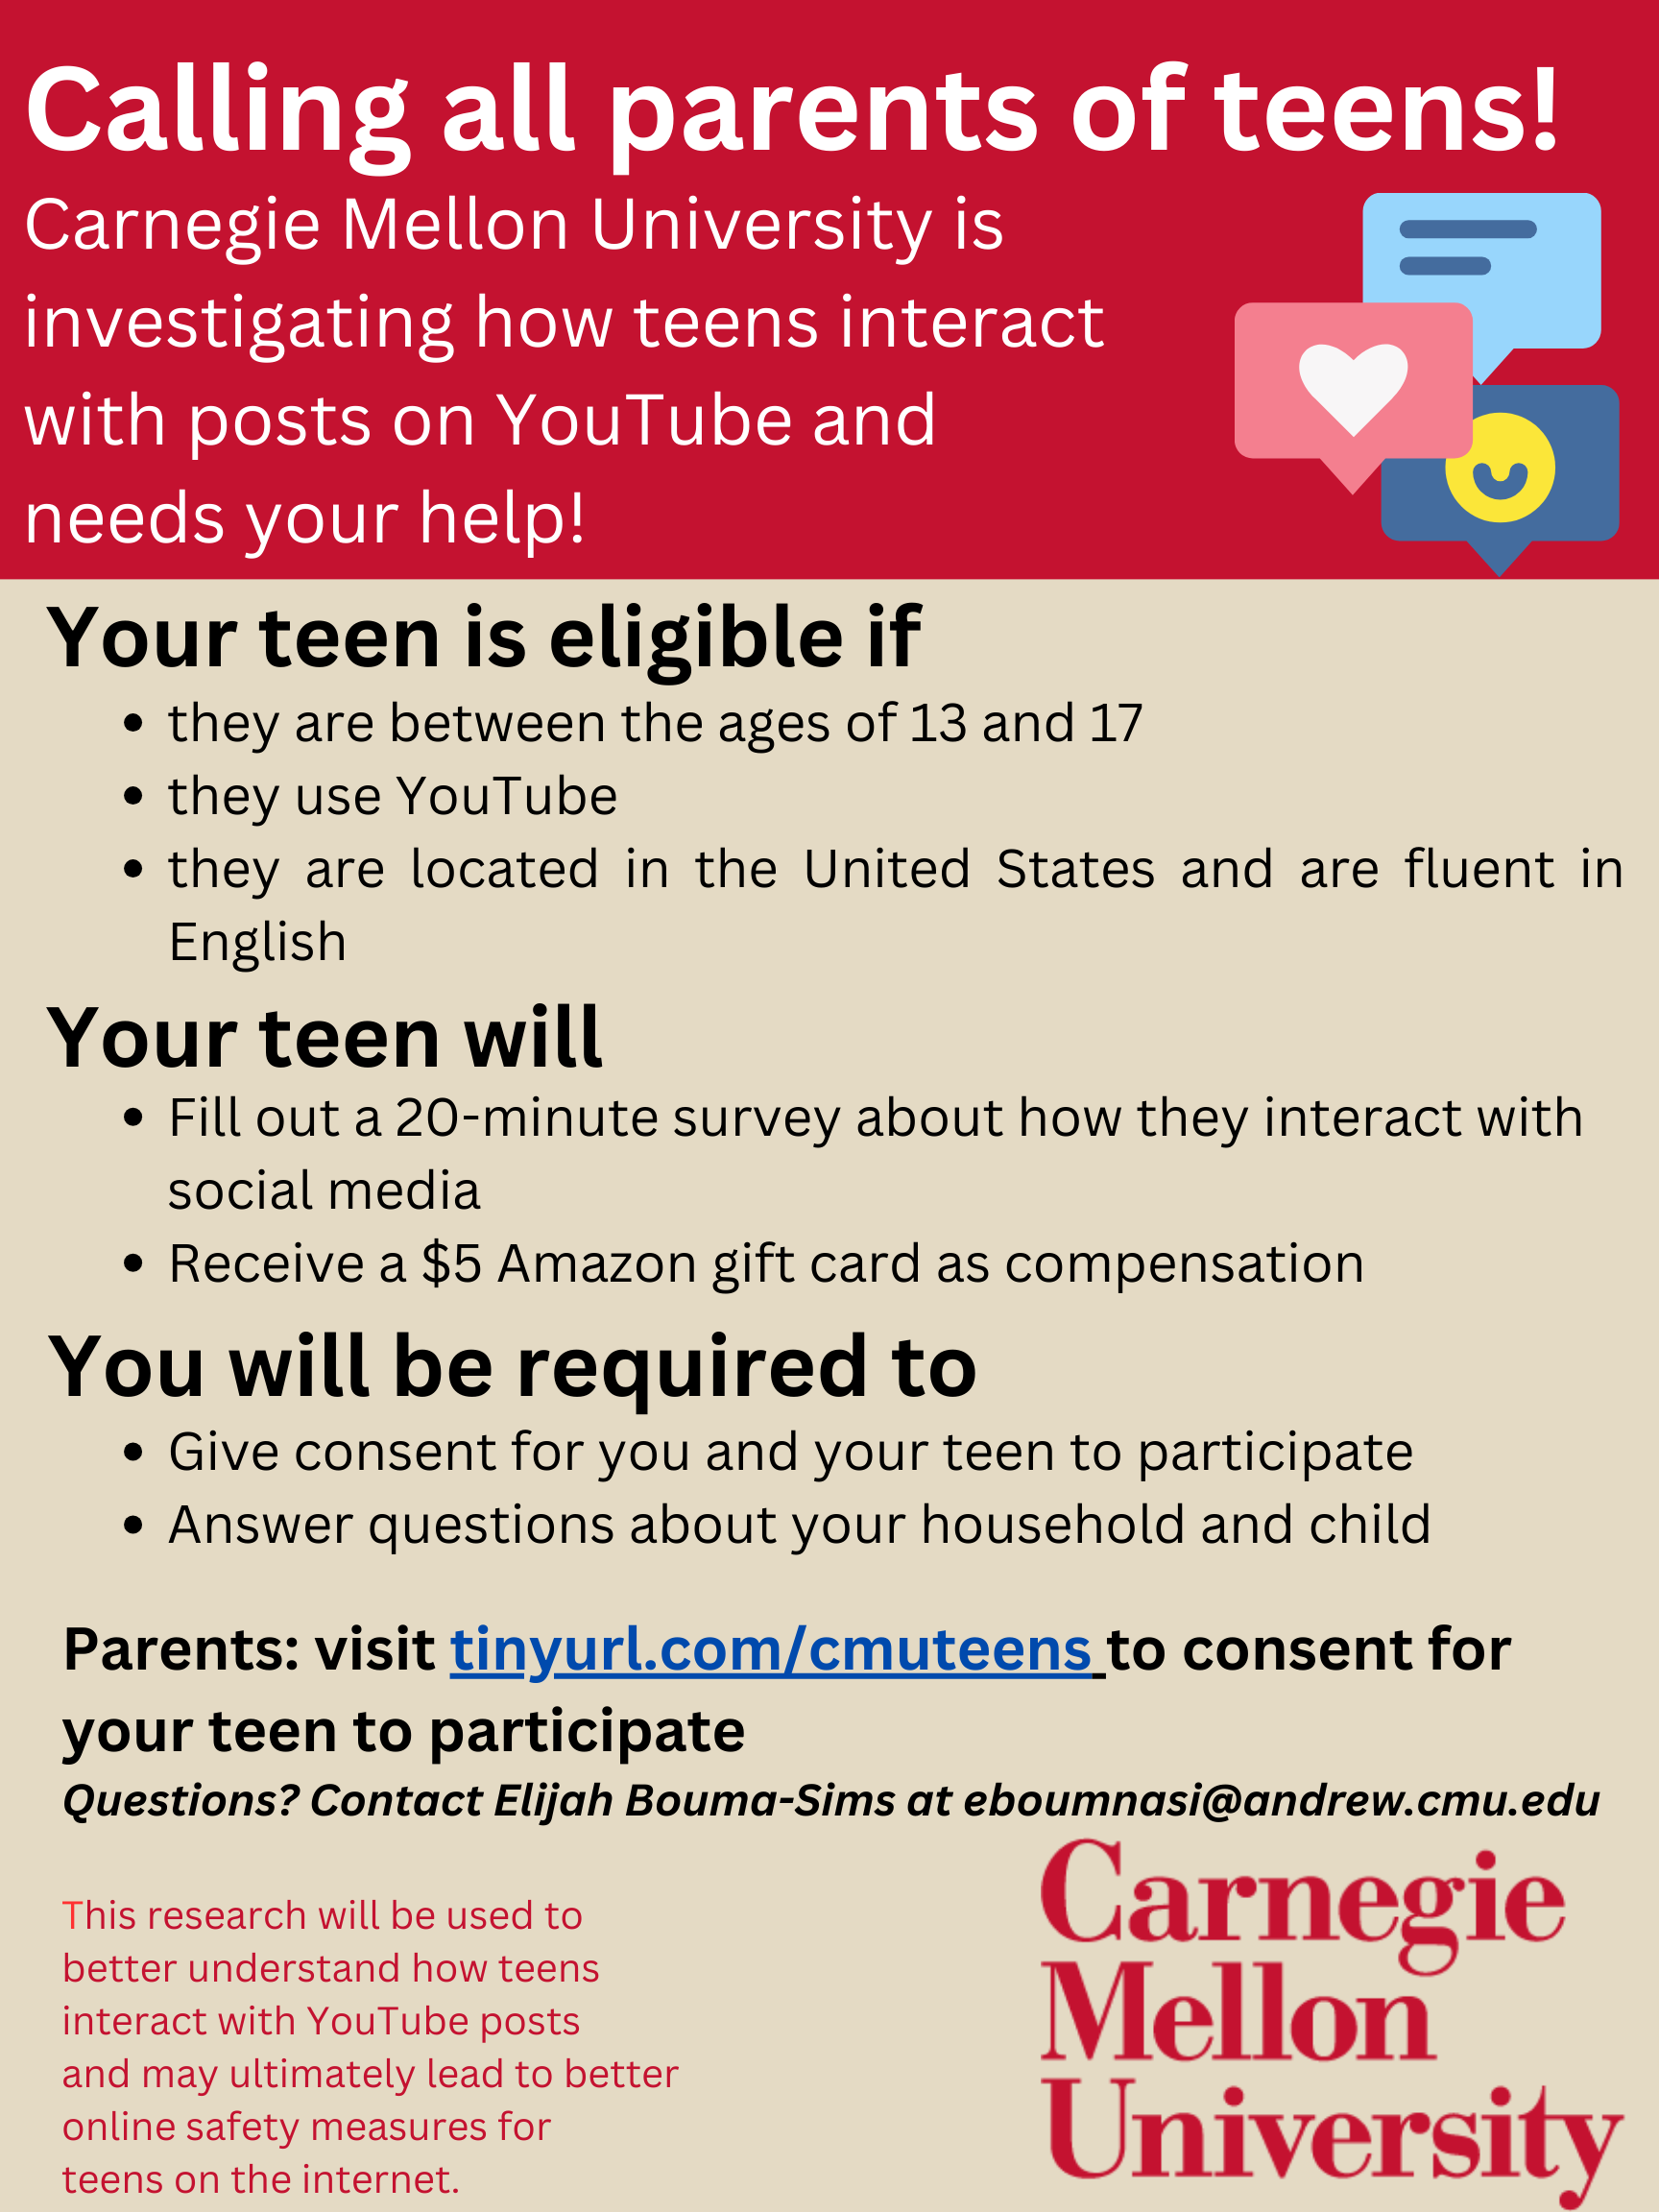 Calling all parents of teens!
Carnegie Mellon University is
investigating how teens interact
with posts on YouTube and
needs your help!
Your teen is eligible if
• they are between the ages of 13 and 17
• they use YouTube
• they are located in the United States and are fluent in
English
Your teen will
• Fill out a 20-minute survey about how they interact with
social media
• Receive a $5 Amazon gift card as compensation
You will be required to
• Give consent for you and your teen to participate
• Answer questions about your household and child
Parents: visit tinyurl.com/cmuteens to consent for
your teen to participate
Questions? Contact Elijah Bouma-Sims at eboumnasi@andrew.cmu.edu
This research will be used to
better understand how teens
interact with YouTube posts
and may ultimately lead to better
online safety measures for
teens on the internet.
Carnegie
Mellon
University